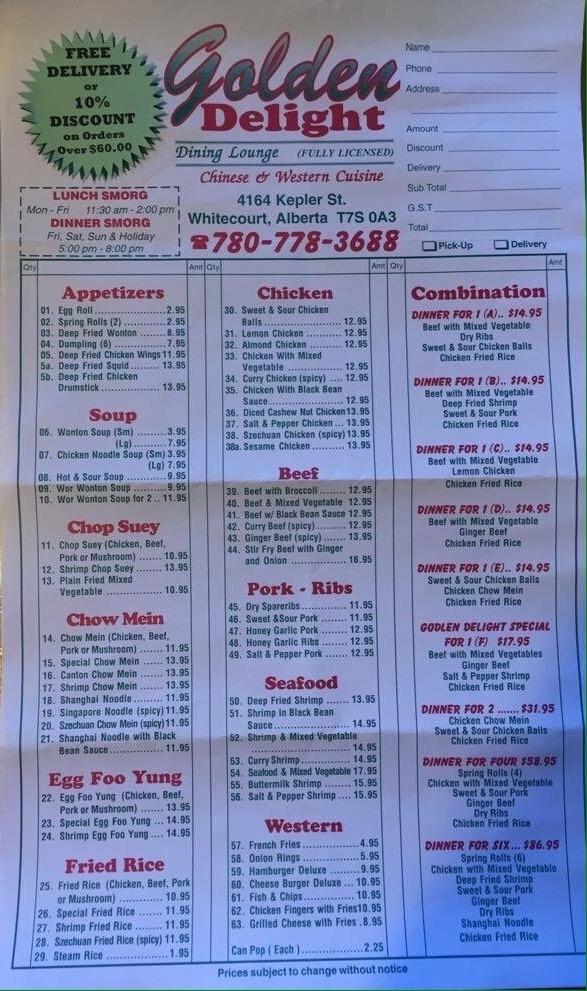 FREE
DELIVERY
or
10%
DISCOUNT
on Orders
Over $60.00
Golden
Delight
Dining Lounge (FULLY LICENSED)
Chinese & Western Cuisine
4164 Kepler St.
Whitecourt, Alberta T7S 0A3
780-778-3688
LUNCH SMORG
Mon - Fri 11:30 am - 2:00 pm
DINNER SMORG
Fri, Sat, Sun & Holiday
5:00 pm - 8:00 pm
Name
Phone
Address
Amount
Discount
Delivery
Sub Total
G.S.T
Total
Pick-Up Delivery
Qty Amt Qty Amt Qty Amt
Appetizers
01. Egg Roll 2.95
02. Spring Rolls (2) 2.95
03. Deep Fried Wonton 8.95
04. Dumpling (6) 7.95
05. Deep Fried Chicken Wings 11.95
5a. Deep Fried Squid 13.95
5b. Deep Fried Chicken
Drumstick 13.95
Soup
06. Wonton Soup (Sm) 3.95
(Lg) 7.95
07. Chicken Noodle Soup (Sm) 3.95
(Lg) 7.95
08. Hot & Sour Soup 9.95
09. Wor Wonton Soup 9.95
10. Wor Wonton Soup for 2 .. 11.95
Chop Suey
11. Chop Suey (Chicken, Beef,
Pork or Mushroom) 10.95
12. Shrimp Chop Suey 13.95
13. Plain Fried Mixed
Vegetable 10.95
Chow Mein
14. Chow Mein (Chicken, Beef,
Pork or Mushroom) 11.95
15. Special Chow Mein 13.95
16. Canton Chow Mein 13.95
17. Shrimp Chow Mein 13.95
18. Shanghai Noodle 11.95
19. Singapore Noodle (spicy) 11.95
20. Szechuan Chow Mein (spicy) 11.95
21. Shanghai Noodle with Black
Bean Sauce 11.95
Egg Foo Yung
22. Egg Foo Yung (Chicken, Beef,
Pork or Mushroom) 13.95
23. Special Egg Foo Yung 14.95
24. Shrimp Egg Foo Yung 14.95
Fried Rice
25. Fried Rice (Chicken, Beef, Pork
or Mushroom) 10.95
26. Special Fried Rice 11.95
27. Shrimp Fried Rice 11.95
28. Szechuan Fried Rice (spicy) 11.95
29. Steam Rice 1.95
Chicken
30. Sweet & Sour Chicken
Balls 12.95
31. Lemon Chicken 12.95
32. Almond Chicken 12.95
33. Chicken With Mixed
Vegetable 12.95
34. Curry Chicken (spicy) 12.95
35. Chicken With Black Bean
Sauce 12.95
36. Diced Cashew Nut Chicken 13.95
37. Salt & Pepper Chicken 13.95
38. Szechuan Chicken (spicy) 13.95
38a. Sesame Chicken 13.95
Beef
39. Beef with Broccoli 12.95
40. Beef & Mixed Vegetable 12.95
41. Beef w/ Black Bean Sauce 12.95
42. Curry Beef (spicy) 12.95
43. Ginger Beef (spicy) 13.95
44. Stir Fry Beef with Ginger
and Onion 16.95
Pork - Ribs
45. Dry Spareribs 11.95
46. Sweet &Sour Pork 11.95
47. Honey Garlic Pork 12.95
48. Honey Garlic Ribs 12.95
49. Salt & Pepper Pork 12.95
Seafood
50. Deep Fried Shrimp 13.95
51. Shrimp In Black Bean
Sauce 14.95
52. Shrimp & Mixed Vegetable
14.95
53. Curry Shrimp 14.95
54. Seafood & Mixed Vegetable 17.95
55. Buttermilk Shrimp 15.95
56. Salt & Pepper Shrimp 15.95
Western
57. French Fries 4.95
58. Onion Rings 5.95
59. Hamburger Deluxe 9.95
60. Cheese Burger Deluxe 10.95
61. Fish & Chips 10.95
62. Chicken Fingers with Fries 10.95
63. Grilled Cheese with Fries . 8.95
Can Pop ( Each ) 2.25
Combination
DINNER FOR 1 (A).. $14.95
Beef with Mixed Vegetable
Dry Ribs
Sweet & Sour Chicken Balls
Chicken Fried Rice
DINNER FOR 1 (B).. $14.95
Beef with Mixed Vegetable
Deep Fried Shrimp
Sweet & Sour Pork
Chicken Fried Rice
DINNER FOR 1 (C).. $14.95
Beef with Mixed Vegetable
Lemon Chicken
Chicken Fried Rice
DINNER FOR 1 (D).. $14.95
Beef with Mixed Vegetable
Ginger Beef
Chicken Fried Rice
DINNER FOR 1 (E).. $14.95
Sweet & Sour Chicken Balls
Chicken Chow Mein
Chicken Fried Rice
GODLEN DELIGHT SPECIAL
FOR 1 (F) $17.95
Beef with Mixed Vegetables
Ginger Beef
Salt & Pepper Shrimp
Chicken Fried Rice
DINNER FOR 2 ....... $31.95
Chicken Chow Mein
Sweet & Sour Chicken Balls
Chicken Fried Rice
DINNER FOR FOUR $58.95
Spring Rolls (4)
Chicken with Mixed Vegetable
Sweet & Sour Pork
Ginger Beef
Dry Ribs
Chicken Fried Rice
DINNER FOR SIX... $86.95
Spring Rolls (6)
Chicken with Mixed Vegetable
Deep Fried Shrimp
Sweet & Sour Pork
Ginger Beef
Dry Ribs
Shanghai Noodle
Chicken Fried Rice
Prices subject to change without notice